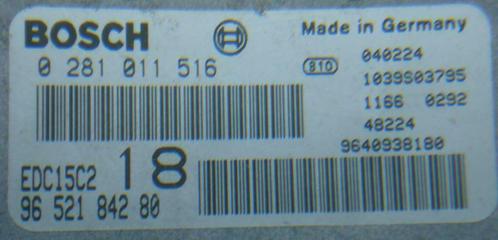 BOSCH
Made in Germany
0 281 011 516
810
040224
1039S03795
1166 0292
48224
9640938180
EDC15C2 18
96 521 842 80